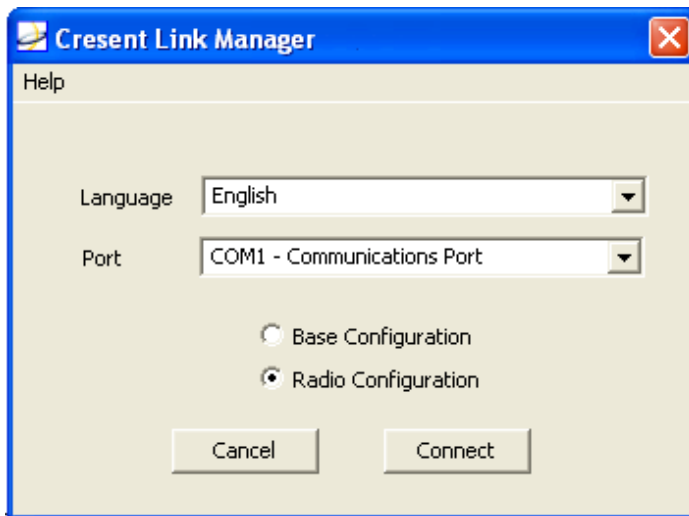 Cresent Link Manager
Help
Language English
Port COM1 - Communications Port
Base Configuration
Radio Configuration
Cancel Connect